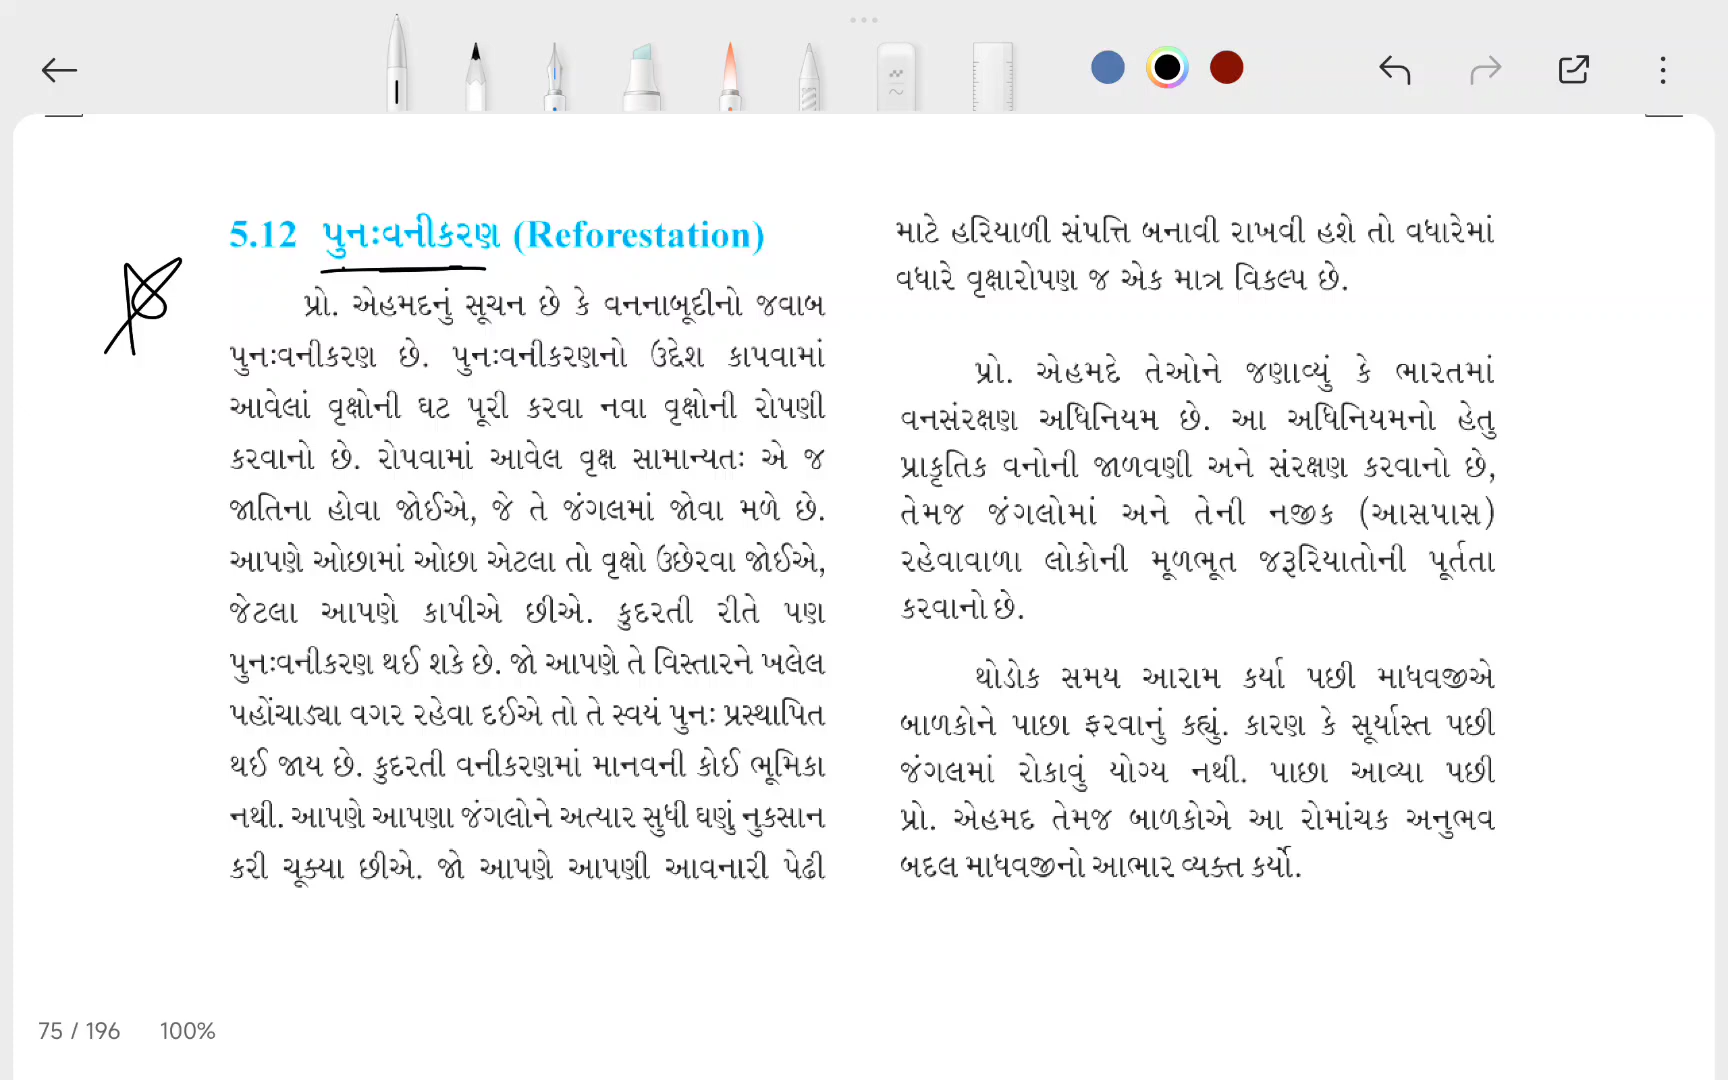 5.12 પુનઃવનીકરણ (Reforestation)
પ્રો. એહમદનું સૂચન છે કે વનનાબૂદીનો જવાબ
પુનઃવનીકરણ છે. પુનઃવનીકરણનો ઉદ્દેશ કાપવામાં
આવેલાં વૃક્ષોની ઘટ પૂરી કરવા નવા વૃક્ષોની રોપણી
કરવાનો છે. રોપવામાં આવેલ વૃક્ષ સામાન્યતઃ એ જ
જાતિના હોવા જોઈએ, જે તે જંગલમાં જોવા મળે છે.
આપણે ઓછામાં ઓછા એટલા તો વૃક્ષો ઉછેરવા જોઈએ,
જેટલા આપણે કાપીએ છીએ. કુદરતી રીતે પણ
પુનઃવનીકરણ થઈ શકે છે. જો આપણે તે વિસ્તારને ખલેલ
પહોંચાડ્યા વગર રહેવા દઈએ તો તે સ્વયં પુનઃ પ્રસ્થાપિત
થઈ જાય છે. કુદરતી વનીકરણમાં માનવની કોઈ ભૂમિકા
નથી. આપણે આપણા જંગલોને અત્યાર સુધી ઘણું નુકસાન
કરી ચૂક્યા છીએ. જો આપણે આપણી આવનારી પેઢી
માટે હરિયાળી સંપત્તિ બનાવી રાખવી હશે તો વધારેમાં
વધારે વૃક્ષારોપણ જ એક માત્ર વિકલ્પ છે.
પ્રો. એહમદે તેઓને જણાવ્યું કે ભારતમાં
વનસંરક્ષણ અધિનિયમ છે. આ અધિનિયમનો હેતુ
પ્રાકૃતિક વનોની જાળવણી અને સંરક્ષણ કરવાનો છે,
તેમજ જંગલોમાં અને તેની નજીક (આસપાસ)
રહેવાવાળા લોકોની મૂળભૂત જરૂરિયાતોની પૂર્તતા
કરવાનો છે.
થોડોક સમય આરામ કર્યા પછી માધવજીએ
બાળકોને પાછા ફરવાનું કહ્યું. કારણ કે સૂર્યાસ્ત પછી
જંગલમાં રોકાવું યોગ્ય નથી. પાછા આવ્યા પછી
પ્રો. એહમદ તેમજ બાળકોએ આ રોમાંચક અનુભવ
બદલ માધવજીનો આભાર વ્યક્ત કર્યો.
75 / 196 100%